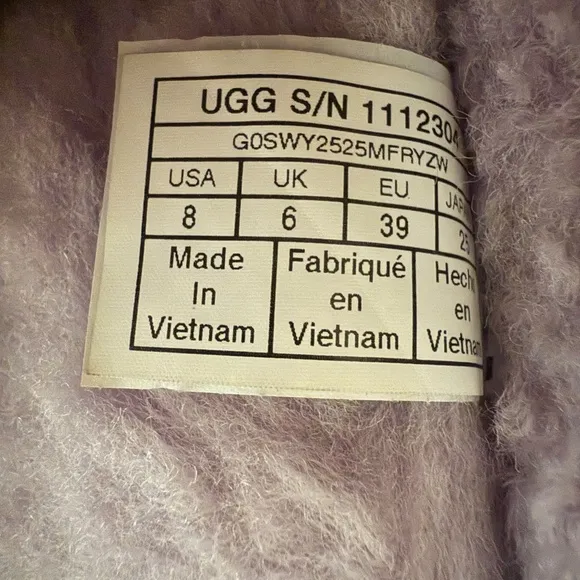 UGG S/N 1112304
G0SWY2525MFRYZW
USA UK EU
8 6 39
Made Fabriqué
In en en
Vietnam Vietnam